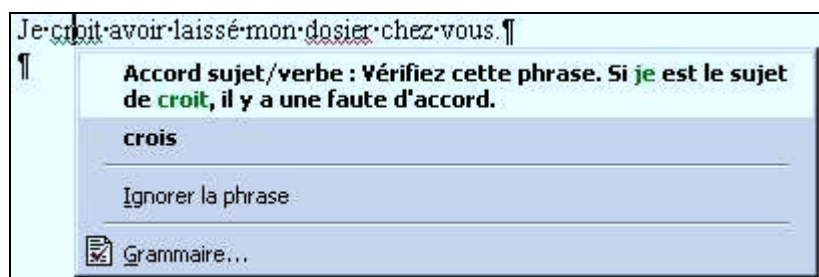 Je·croit·avoir·laissé·mon·dosier·chez·vous.¶
¶
Accord sujet/verbe : Vérifiez cette phrase. Si je est le sujet
de croit, il y a une faute d'accord.
crois
Ignorer la phrase
Grammaire...